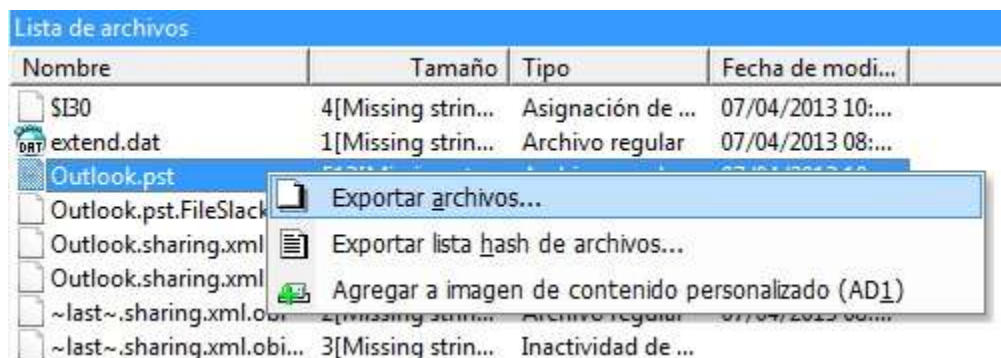 Lista de archivos
Nombre Tamaño Tipo Fecha de modi...
$I30 4[Missing strin... Asignación de ... 07/04/2013 10:...
extend.dat 1[Missing strin... Archivo regular 07/04/2013 08:...
Outlook.pst
Outlook.pst.FileSlack
Exportar archivos...
Outlook.sharing.xml
Exportar lista hash de archivos...
Outlook.sharing.xml
Agregar a imagen de contenido personalizado (AD1)
~last~.sharing.xml.obi
~last~.sharing.xml.obi... 3[Missing strin... Inactividad de ...